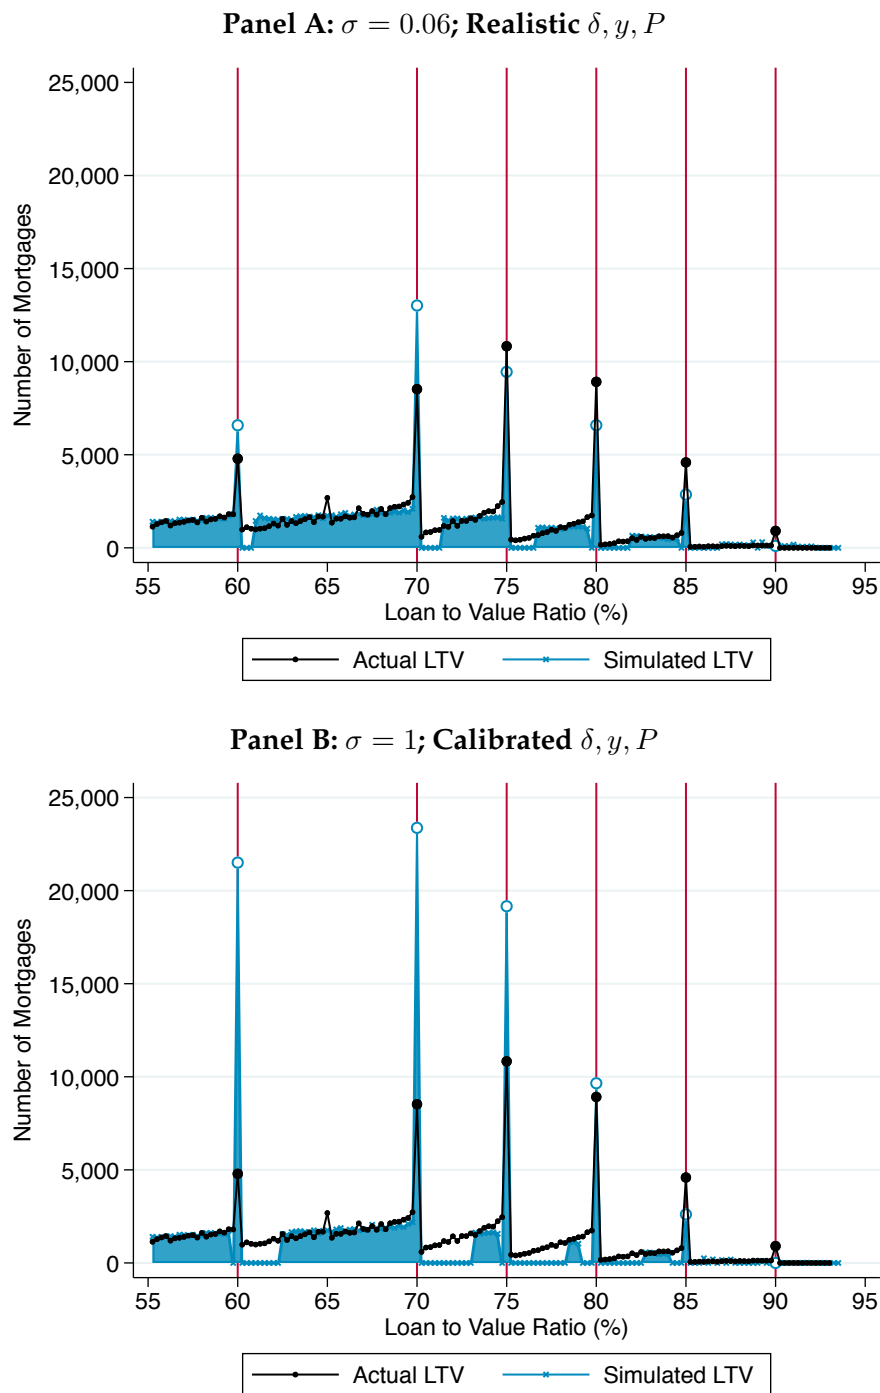 Panel A: σ = 0.06; Realistic δ, y, P
25,000
20,000
15,000
10,000
5,000
0
Number of Mortgages
55 60 65 70 75 80 85 90 95
Loan to Value Ratio (%)
Actual LTV Simulated LTV
Panel B: σ = 1; Calibrated δ, y, P
25,000
20,000
15,000
10,000
5,000
0
Number of Mortgages
55 60 65 70 75 80 85 90 95
Loan to Value Ratio (%)
Actual LTV Simulated LTV